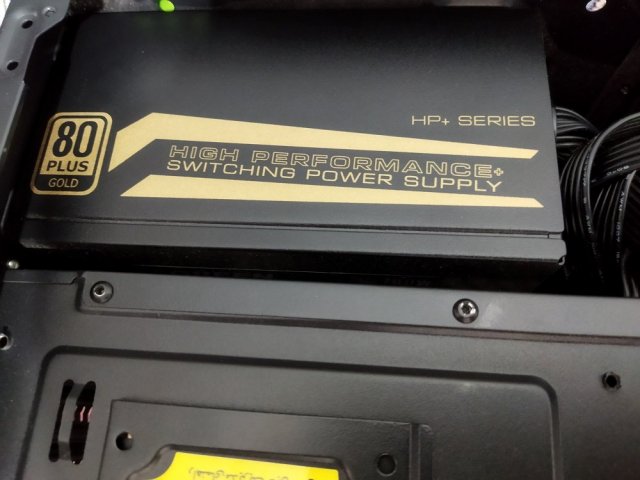 HP+ SERIES
80
PLUS
GOLD
HIGH PERFORMANCE+
SWITCHING POWER SUPPLY